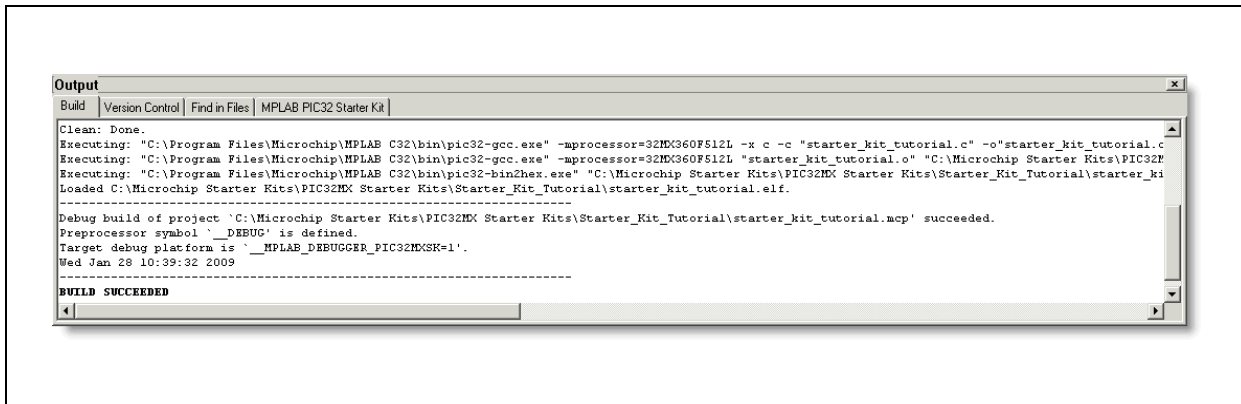 Output
Build Version Control Find in Files MPLAB PIC32 Starter Kit
Clean: Done.
Executing: "C:\Program Files\Microchip\MPLAB C32\bin\pic32-gcc.exe" -mprocessor=32MX360F512L -x c -c "starter_kit_tutorial.c" -o"starter_kit_tutorial.c
Executing: "C:\Program Files\Microchip\MPLAB C32\bin\pic32-gcc.exe" -mprocessor=32MX360F512L "starter_kit_tutorial.o" "C:\Microchip Starter Kits\PIC32M
Executing: "C:\Program Files\Microchip\MPLAB C32\bin\pic32-bin2hex.exe" "C:\Microchip Starter Kits\PIC32MX Starter Kits\Starter_Kit_Tutorial\starter_ki
Loaded C:\Microchip Starter Kits\PIC32MX Starter Kits\Starter_Kit_Tutorial\starter_kit_tutorial.elf.
----------------------------------------------------------------------
Debug build of project `C:\Microchip Starter Kits\PIC32MX Starter Kits\Starter_Kit_Tutorial\starter_kit_tutorial.mcp' succeeded.
Preprocessor symbol `__DEBUG' is defined.
Target debug platform is `__MPLAB_DEBUGGER_PIC32MXSK=1'.
Wed Jan 28 10:39:32 2009
----------------------------------------------------------------------
BUILD SUCCEEDED